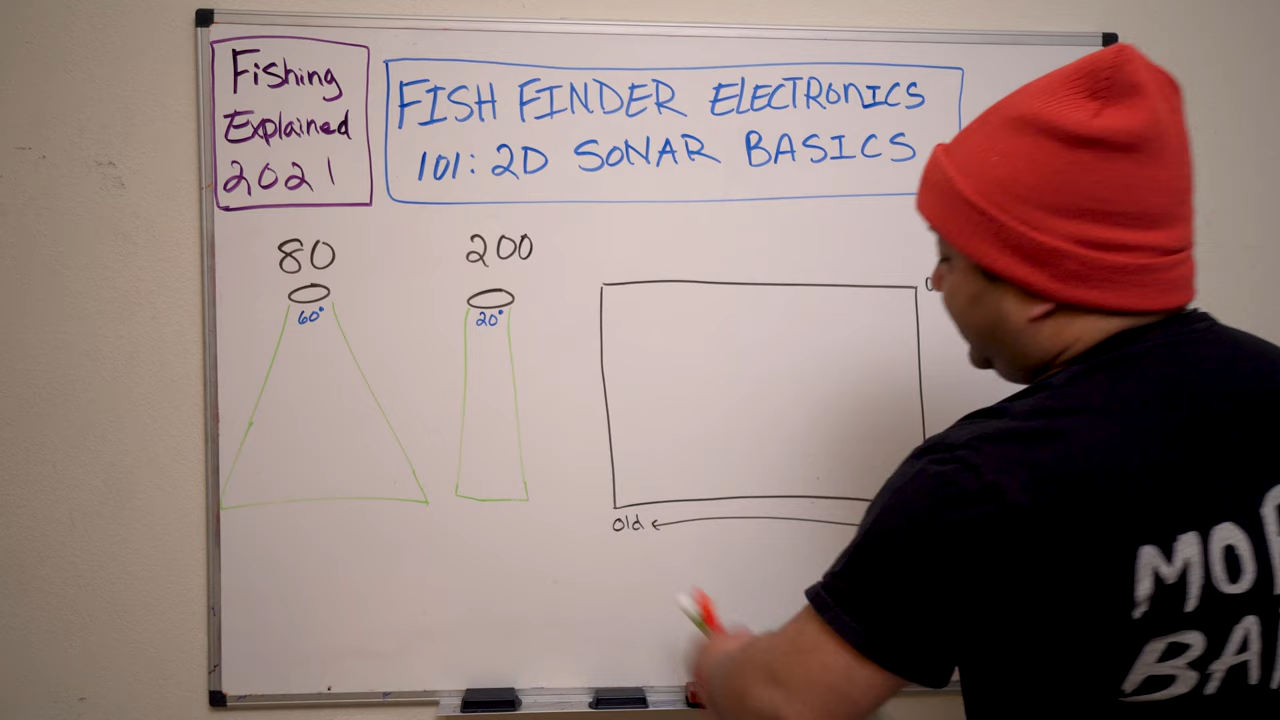 Fishing
Explained
2021
FISH FINDER ELECTRONICS
101: 2D SONAR BASICS
80
200
60°
20°
Old